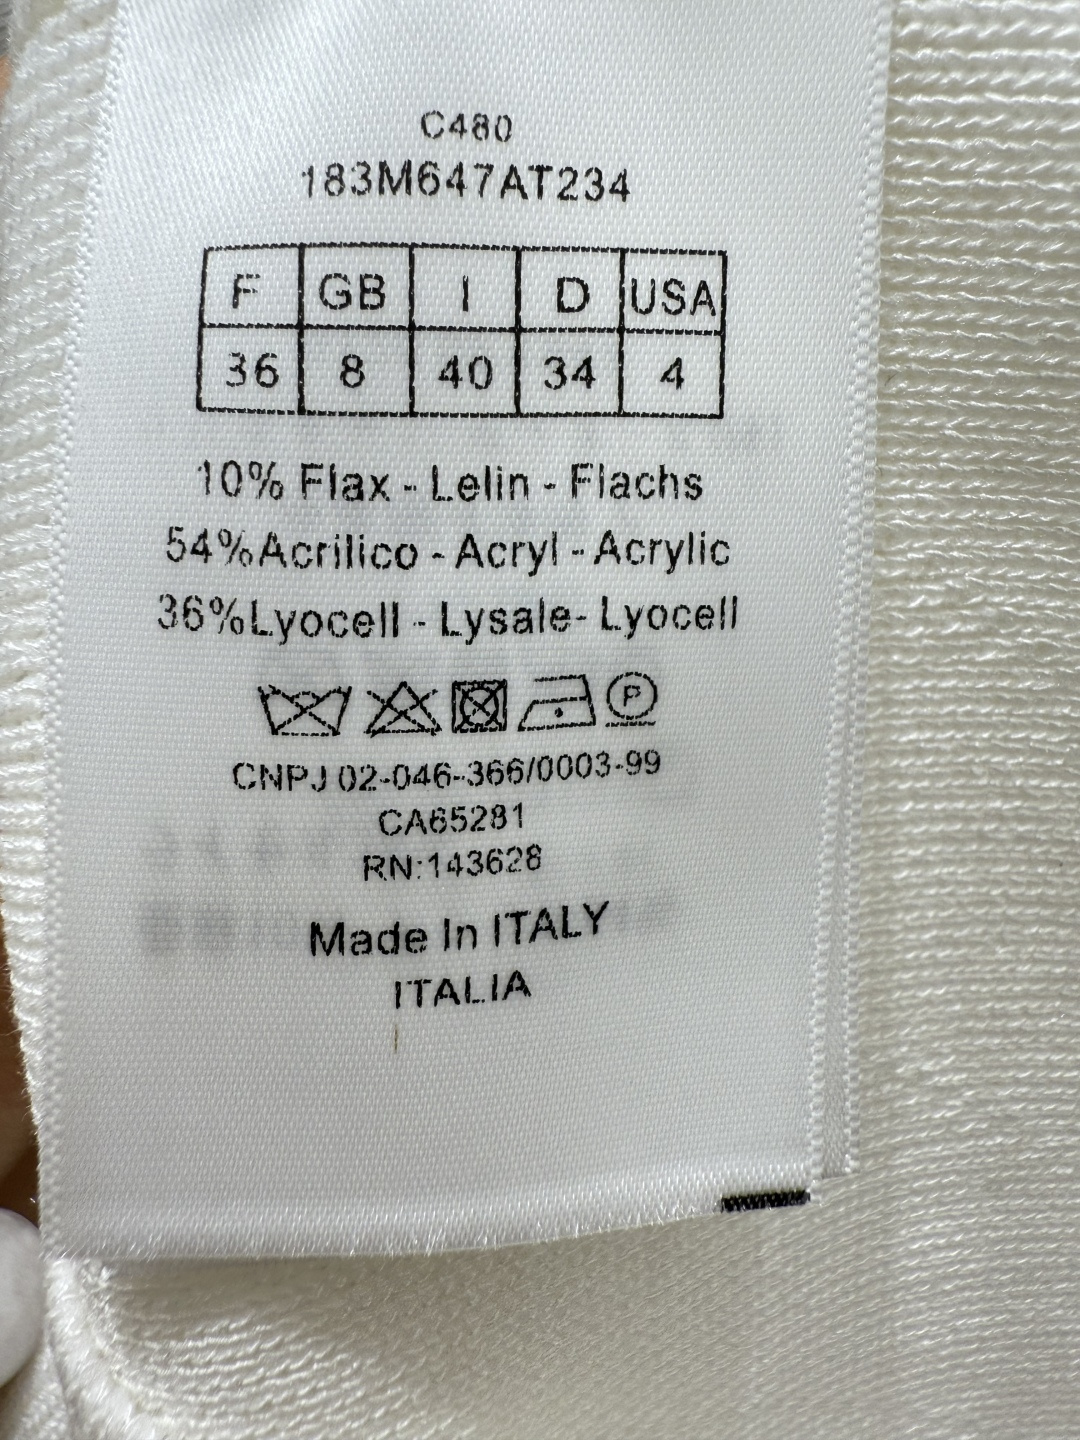 C480
183M647AT234
F GB I D USA
36 8 40 34 4
10% Flax - Lelin - Flachs
54%Acrilico - Acryl - Acrylic
36%Lyocell - Lysale- Lyocell
P
CNPJ 02-046-366/0003-99
CA65281
RN:143628
Made In ITALY
ITALIA